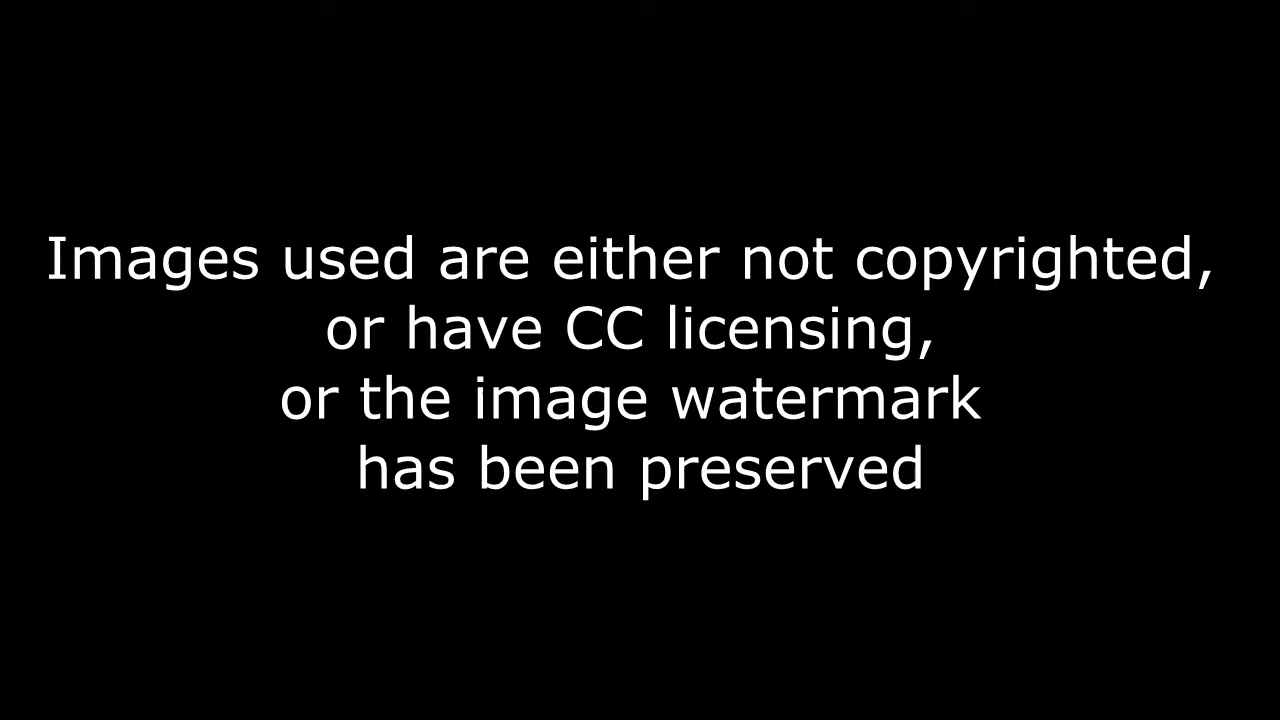 Images used are either not copyrighted,
or have CC licensing,
or the image watermark
has been preserved